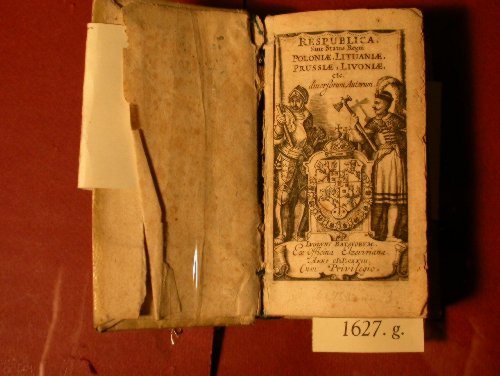 RESPUBLICA,
Sive Status Regni
POLONIÆ, LITUANIÆ,
PRUSSIÆ, LIVONIÆ,
etc.
diversorum Autorum
LUGDUNI BATAVORUM
Ex Officina Elzeviriana
Cum Privilegio.
1627. g.